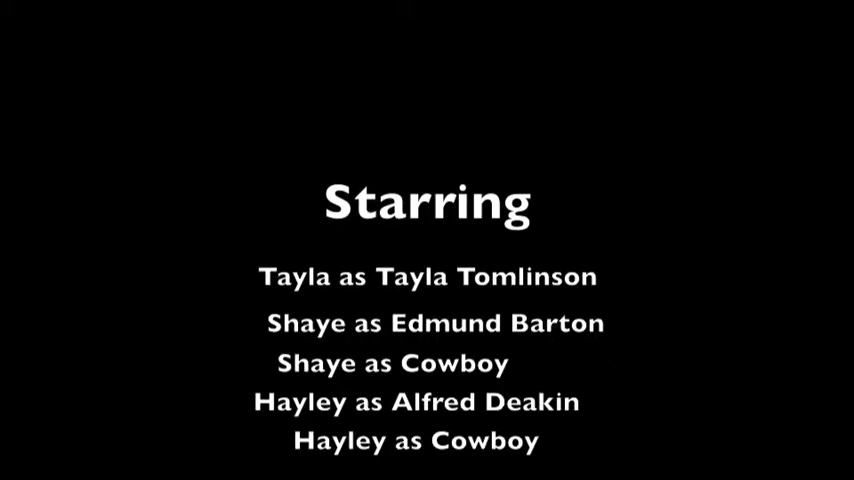 Starring
Tayla as Tayla Tomlinson
Shaye as Edmund Barton
Shaye as Cowboy
Hayley as Alfred Deakin
Hayley as Cowboy